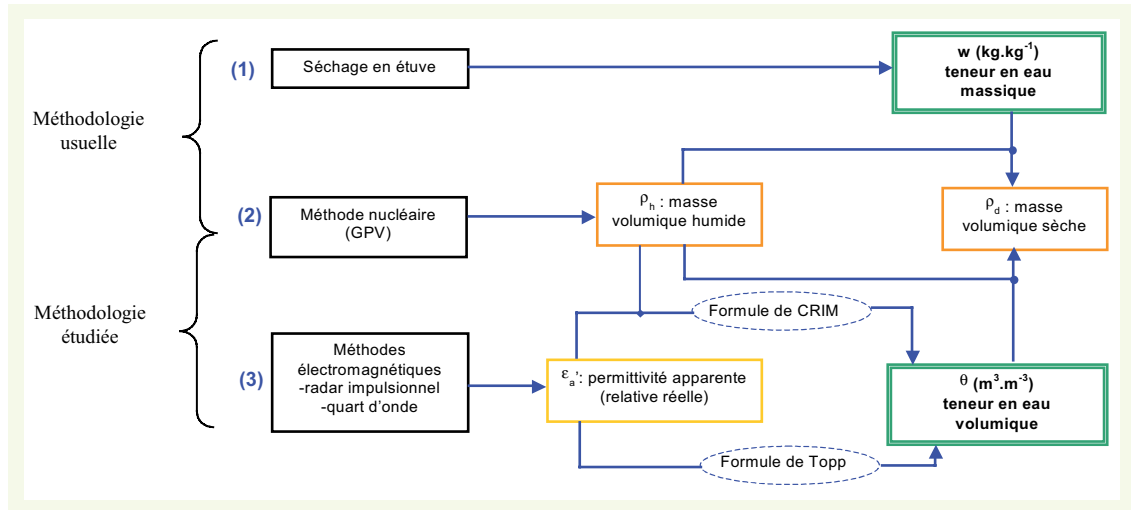 Méthodologie
usuelle
Méthodologie
étudiée
(1)
Séchage en étuve
w (kg.kg⁻¹)
teneur en eau
massique
(2)
Méthode nucléaire
(GPV)
ρh : masse
volumique humide
ρd : masse
volumique sèche
Formule de CRIM
(3)
Méthodes
électromagnétiques
-radar impulsionnel
-quart d'onde
εa': permittivité apparente
(relative réelle)
θ (m³.m⁻³)
teneur en eau
volumique
Formule de Topp